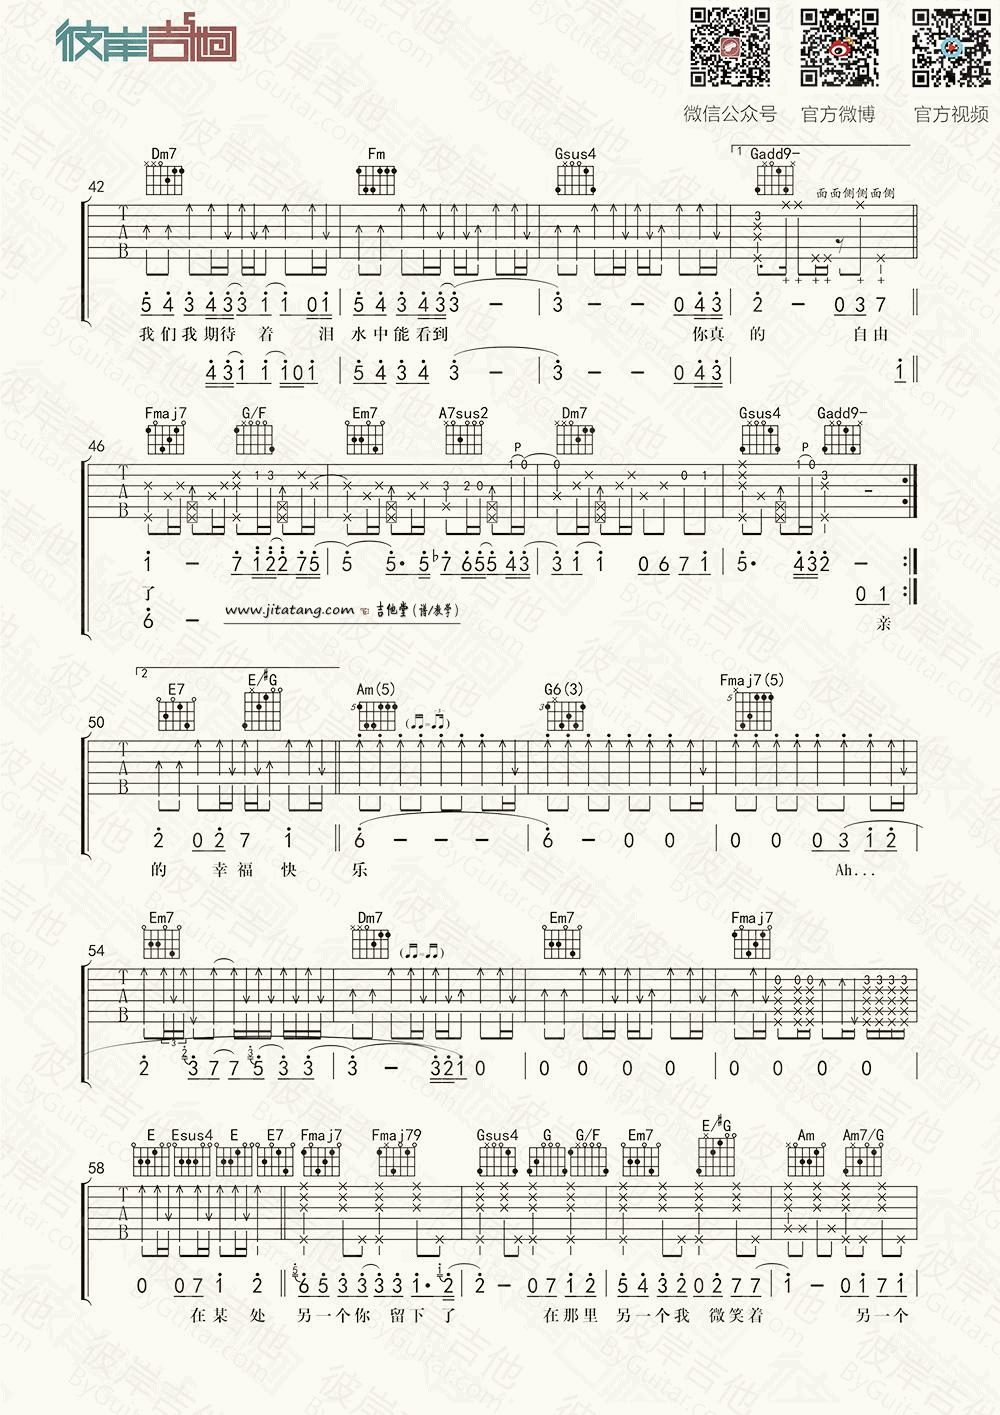 彼岸吉他
微信公众号 官方微博 官方视频
Dm7 Fm Gsus4 1 Gadd9-
面面侧侧面侧
42
T A B
5 4 3 4 3 3 1 1 0 1 5 4 3 4 3 3 - 3 - - 0 4 3 2 - 0 3 7
我们我期待 着 泪 水中能看到 你真 的 自由
4 3 1 1 1 0 1 5 4 3 4 3 - 3 - - 0 4 3 1
Fmaj7 G/F Em7 A7sus2 Dm7 Gsus4 Gadd9-
46
T A B
1 - 7 1 2 2 7 5 5 5· 5 ♭7 6 5 5 4 3 3 1 1 0 6 7 1 5· 4 3 2 -
了 0 1
6 - www.jitatang.com 吉他堂(谱/教学) 亲
2
E7 E/#G Am(5) G6(3) Fmaj7(5)
50
T A B
2 0 2 7 1 6 - - - 6 - 0 0 0 0 0 3 1 2
的 幸福 快 乐 Ah...
Em7 Dm7 Em7 Fmaj7
54
T A B
2 3 7 7 5 3 3 3 - 3 2 1 0 0 0 0 0 0 0 0 0
E Esus4 E E7 Fmaj7 Fmaj79 Gsus4 G G/F Em7 E/#G Am Am7/G
58
T A B
0 0 7 1 2 6 5 3 3 3 3 1· 2 2 - 0 7 1 2 5 4 3 2 0 2 7 7 1 - 0 1 7 1
在某 处 另一个你 留下 了 在那里 另一个我 微笑着 另一个